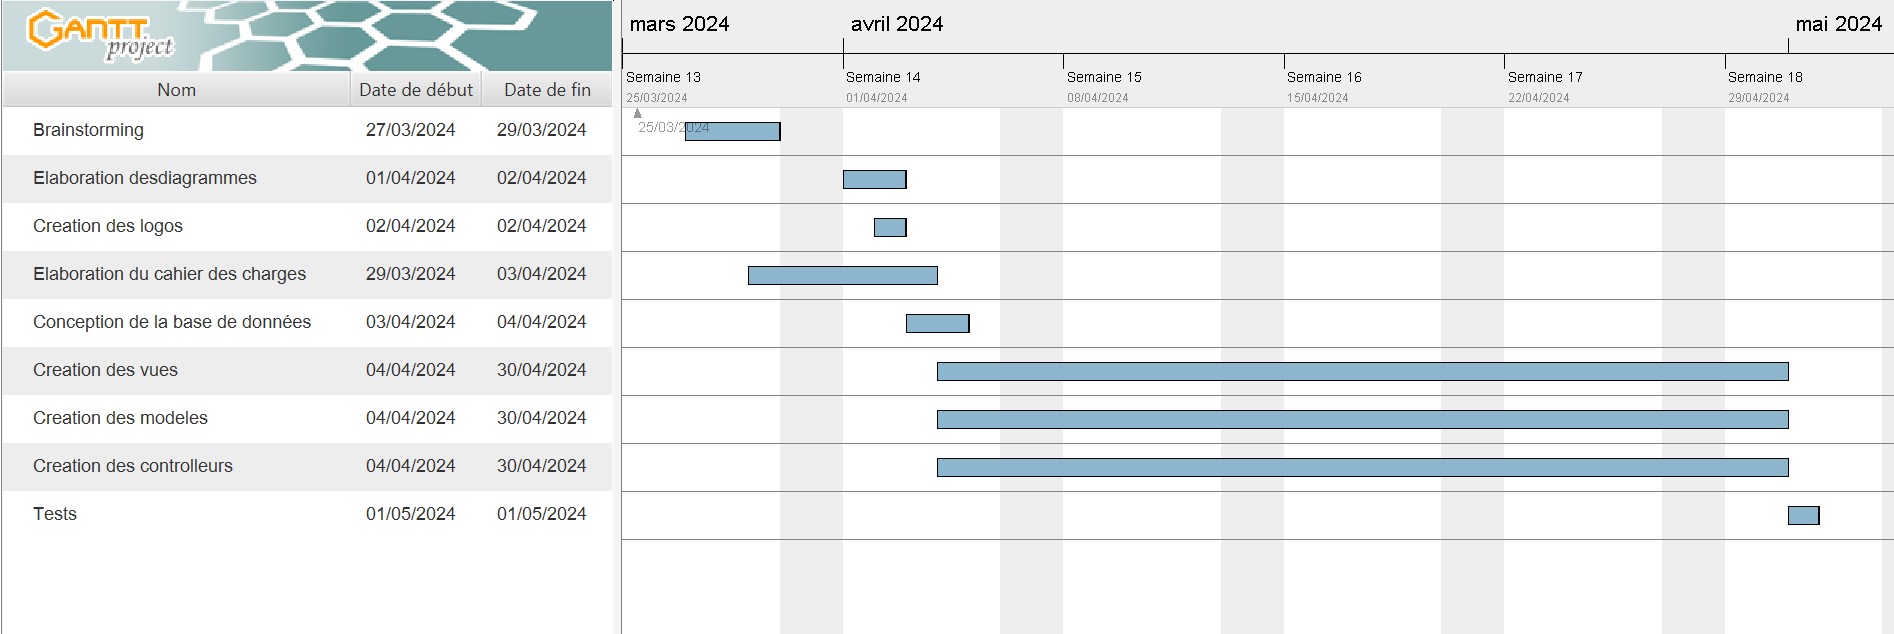 GANTT
project
Nom Date de début Date de fin
Brainstorming 27/03/2024 29/03/2024
Elaboration desdiagrammes 01/04/2024 02/04/2024
Creation des logos 02/04/2024 02/04/2024
Elaboration du cahier des charges 29/03/2024 03/04/2024
Conception de la base de données 03/04/2024 04/04/2024
Creation des vues 04/04/2024 30/04/2024
Creation des modeles 04/04/2024 30/04/2024
Creation des controlleurs 04/04/2024 30/04/2024
Tests 01/05/2024 01/05/2024
mars 2024 avril 2024 mai 2024
Semaine 13 Semaine 14 Semaine 15 Semaine 16 Semaine 17 Semaine 18
25/03/2024 01/04/2024 08/04/2024 15/04/2024 22/04/2024 29/04/2024
25/03/2024